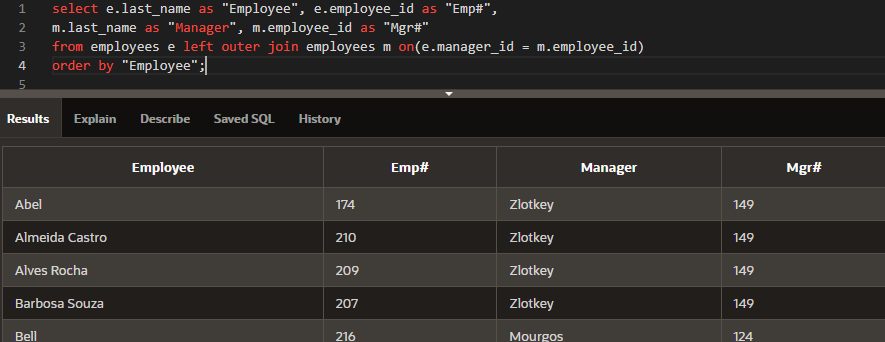 1 select e.last_name as "Employee", e.employee_id as "Emp#",
2 m.last_name as "Manager", m.employee_id as "Mgr#"
3 from employees e left outer join employees m on(e.manager_id = m.employee_id)
4 order by "Employee";
5
Results Explain Describe Saved SQL History
Employee Emp# Manager Mgr#
Abel 174 Zlotkey 149
Almeida Castro 210 Zlotkey 149
Alves Rocha 209 Zlotkey 149
Barbosa Souza 207 Zlotkey 149
Bell 216 Mourgos 124